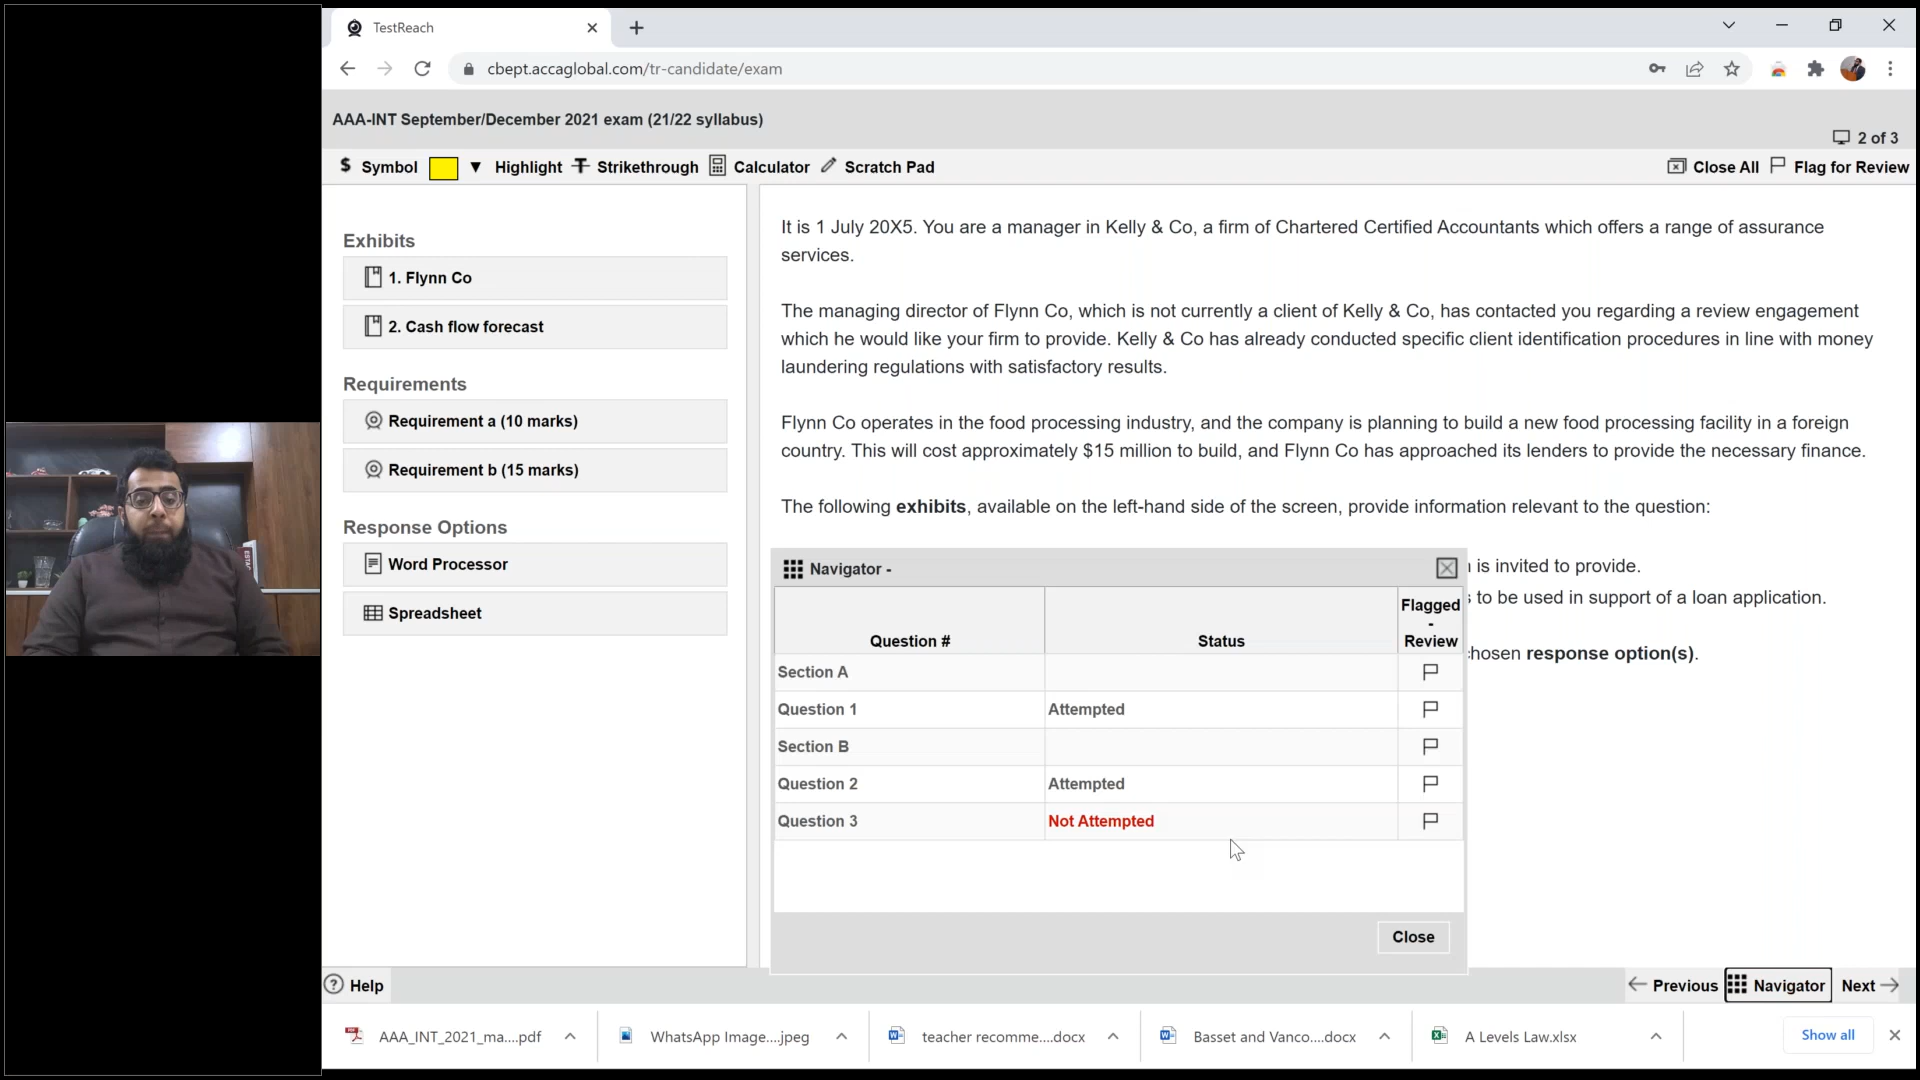 TestReach
cbept.accaglobal.com/tr-candidate/exam
AAA-INT September/December 2021 exam (21/22 syllabus)
2 of 3
$ Symbol Highlight Strikethrough Calculator Scratch Pad Close All Flag for Review
Exhibits
1. Flynn Co
2. Cash flow forecast
Requirements
Requirement a (10 marks)
Requirement b (15 marks)
Response Options
Word Processor
Spreadsheet
It is 1 July 20X5. You are a manager in Kelly & Co, a firm of Chartered Certified Accountants which offers a range of assurance
services.
The managing director of Flynn Co, which is not currently a client of Kelly & Co, has contacted you regarding a review engagement
which he would like your firm to provide. Kelly & Co has already conducted specific client identification procedures in line with money
laundering regulations with satisfactory results.
Flynn Co operates in the food processing industry, and the company is planning to build a new food processing facility in a foreign
country. This will cost approximately $15 million to build, and Flynn Co has approached its lenders to provide the necessary finance.
The following exhibits, available on the left-hand side of the screen, provide information relevant to the question:
is invited to provide.
to be used in support of a loan application.
chosen response option(s).
Navigator -
Question # Status Flagged - Review
Section A
Question 1 Attempted
Section B
Question 2 Attempted
Question 3 Not Attempted
Close
Help
Previous Navigator Next
AAA_INT_2021_ma....pdf WhatsApp Image....jpeg teacher recomme....docx Basset and Vanco....docx A Levels Law.xlsx Show all